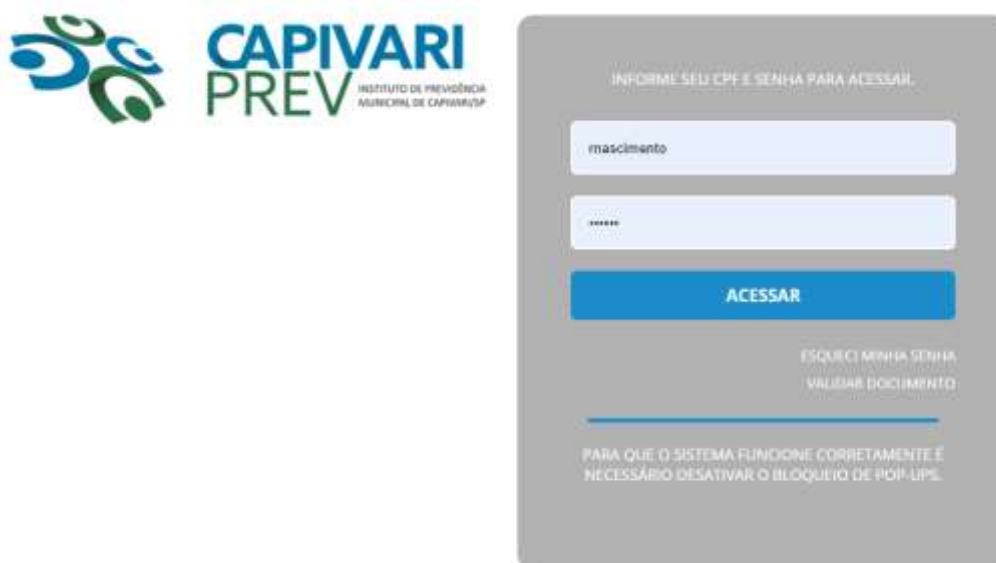 CAPIVARI
PREV
INSTITUTO DE PREVIDÊNCIA
MUNICIPAL DE CAPIVARI/SP
INFORME SEU CPF E SENHA PARA ACESSAR.
rnascimento
••••••
ACESSAR
ESQUECI MINHA SENHA
VALIDAR DOCUMENTO
PARA QUE O SISTEMA FUNCIONE CORRETAMENTE É
NECESSÁRIO DESATIVAR O BLOQUEIO DE POP-UPS.